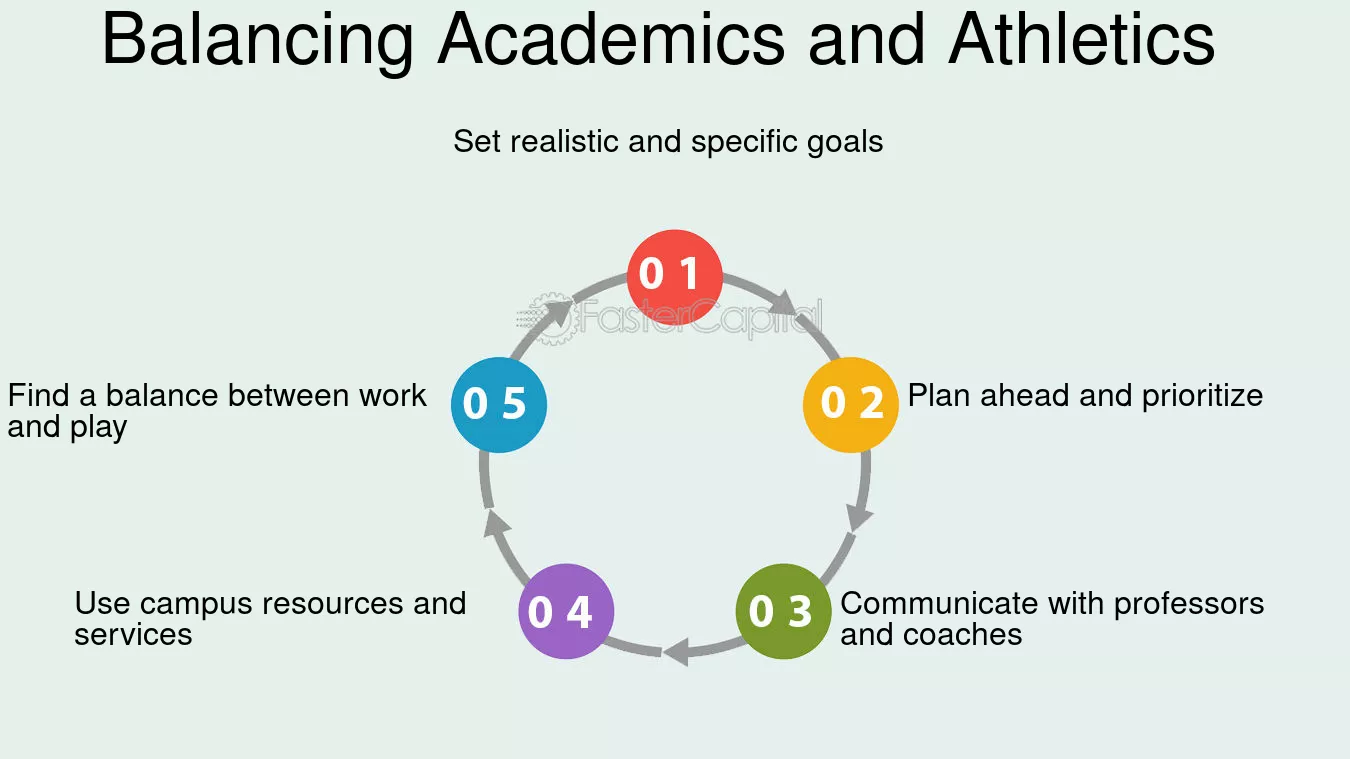 Balancing Academics and Athletics
Set realistic and specific goals
0 1
FasterCapital
0 5
Find a balance between work
and play
0 2
Plan ahead and prioritize
0 4
Use campus resources and
services
0 3
Communicate with professors
and coaches